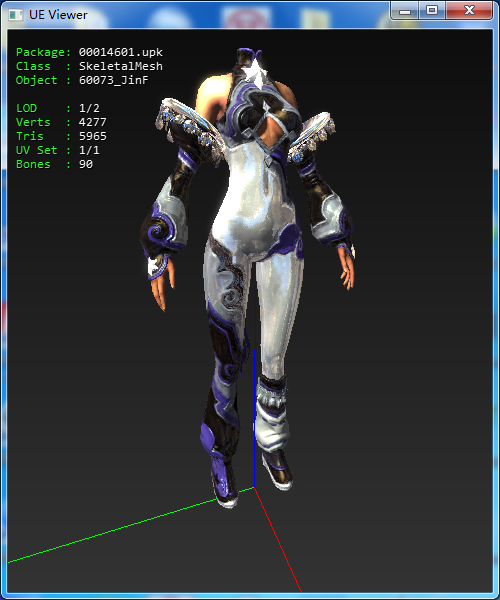 UE Viewer
Package: 00014601.upk
Class : SkeletalMesh
Object : 60073_JinF
LOD : 1/2
Verts : 4277
Tris : 5965
UV Set : 1/1
Bones : 90